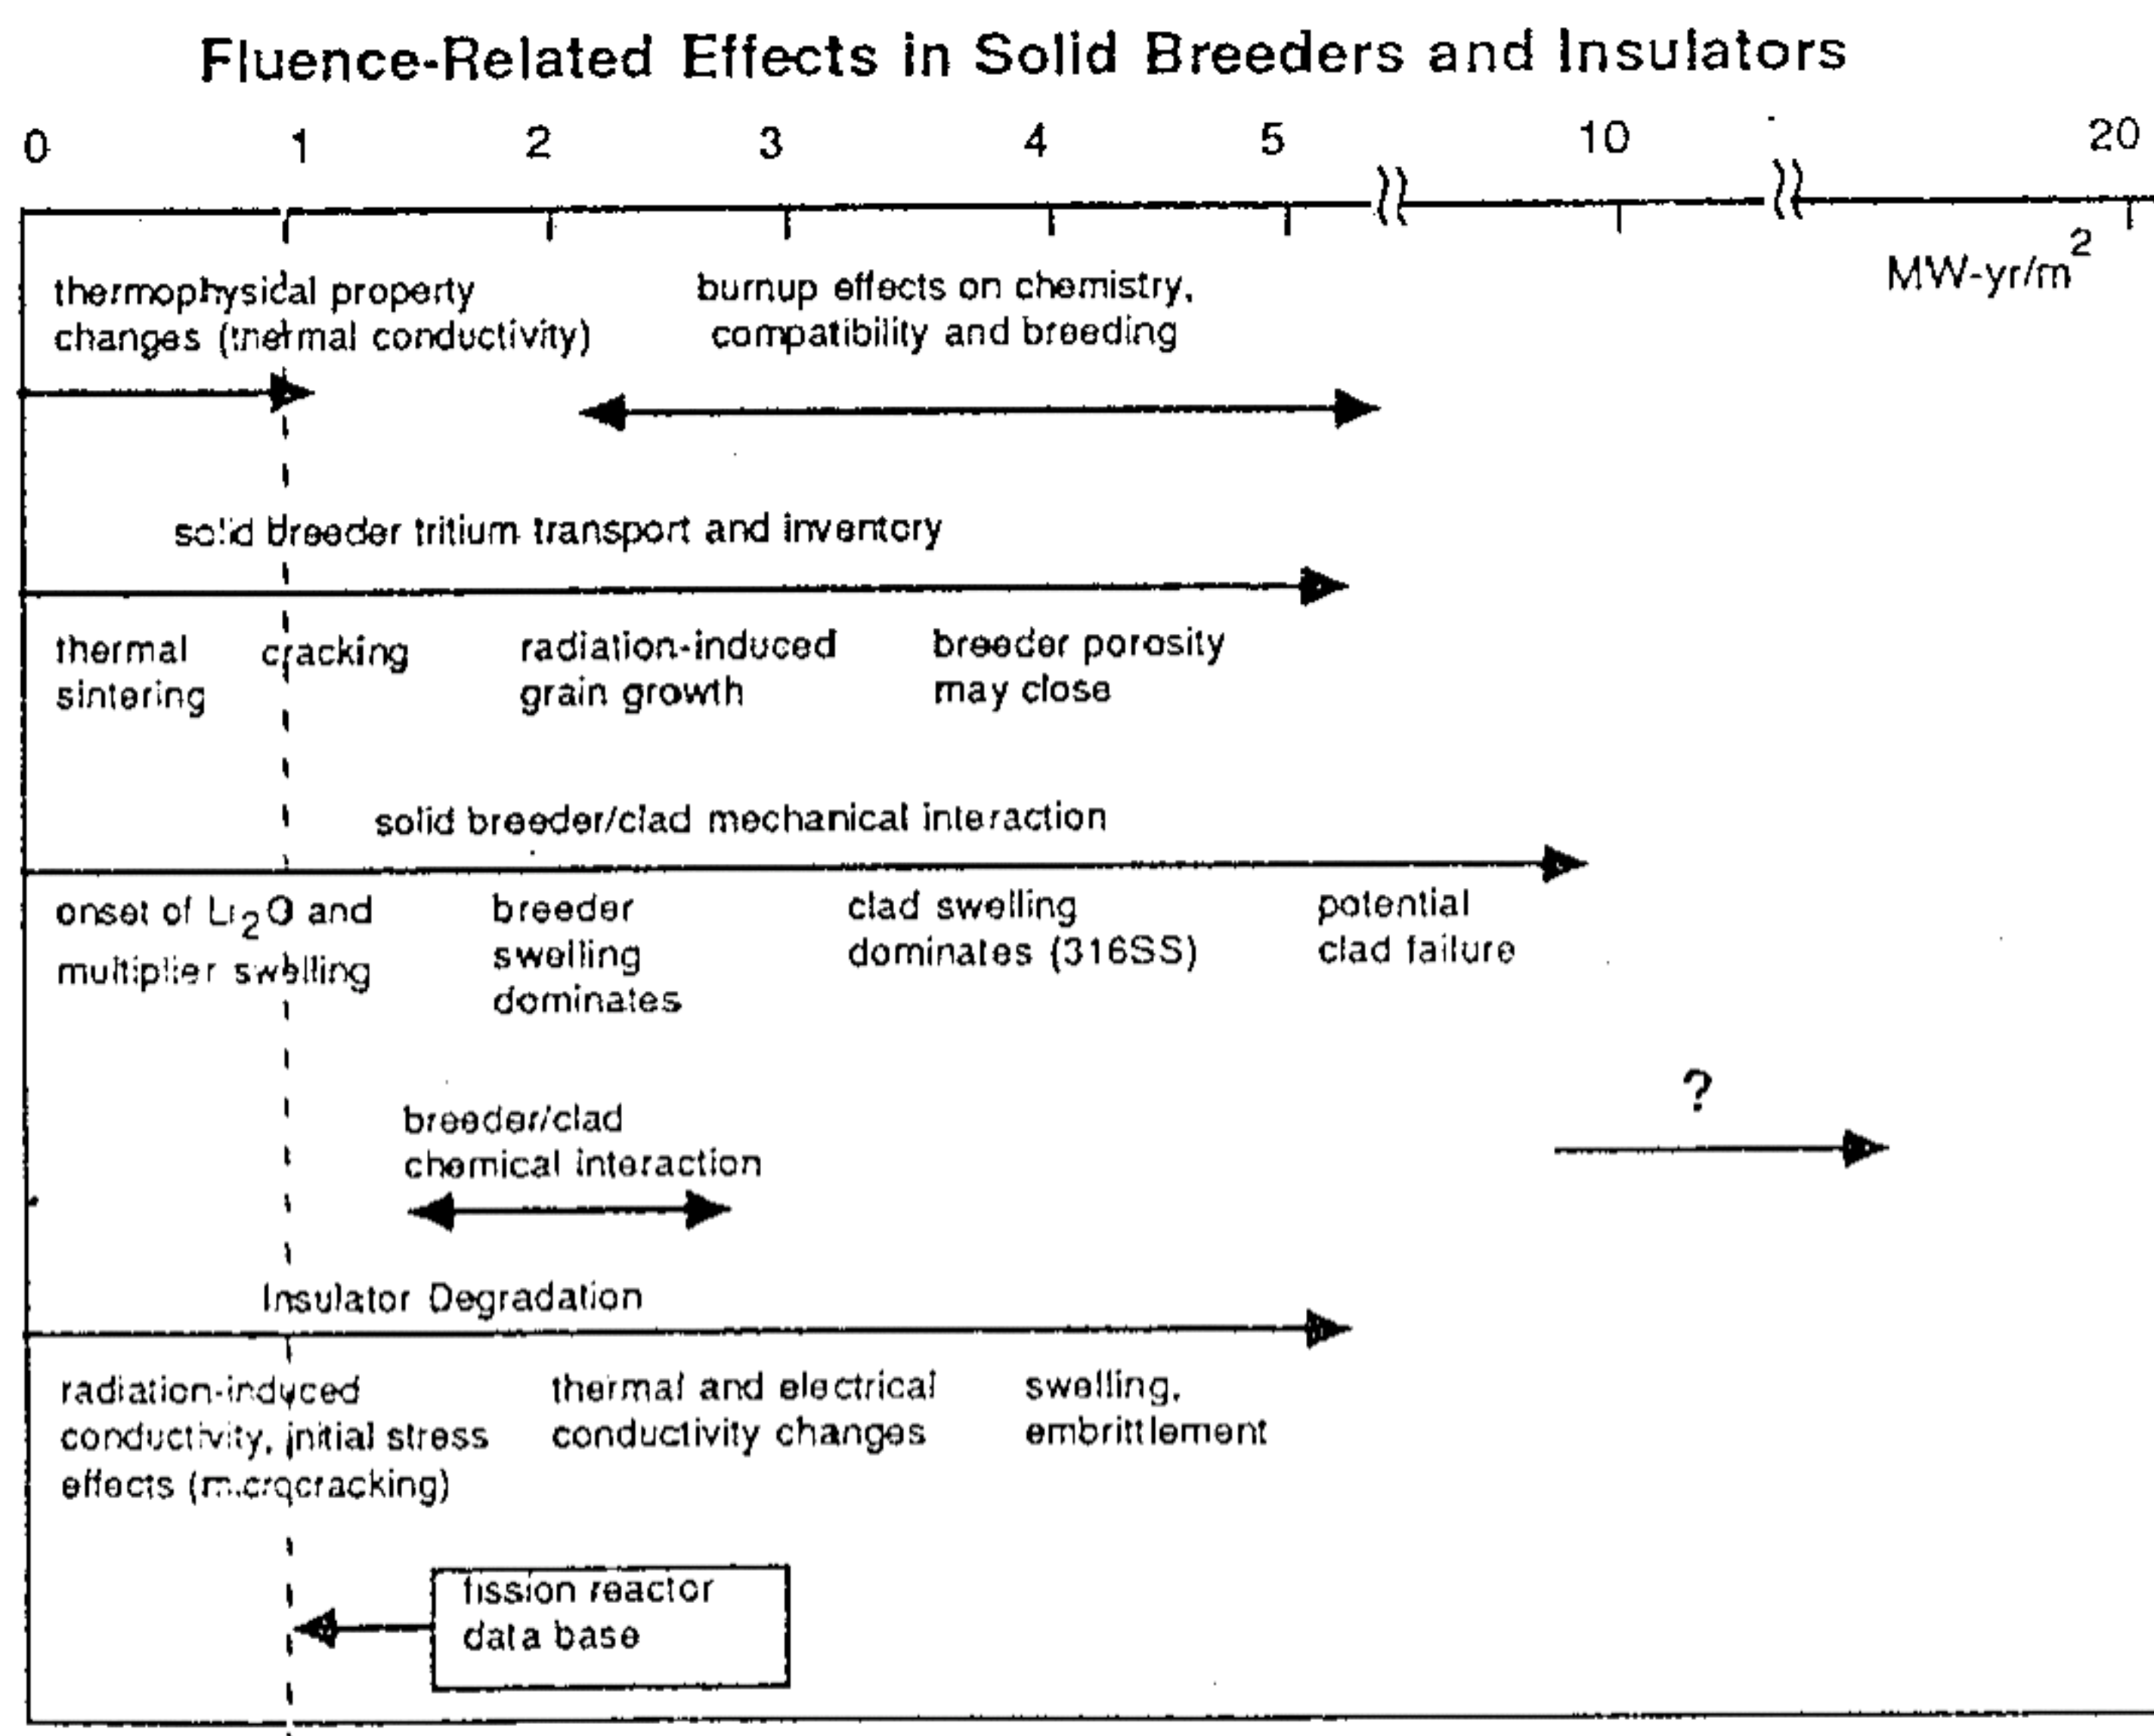 Fluence-Related Effects in Solid Breeders and Insulators
0 1 2 3 4 5 10 20
MW-yr/m²
thermophysical property
changes (thermal conductivity)
burnup effects on chemistry,
compatibility and breeding
solid breeder tritium transport and inventory
thermal
sintering
cracking
radiation-induced
grain growth
breeder porosity
may close
solid breeder/clad mechanical interaction
onset of Li₂O and
multiplier swelling
breeder
swelling
dominates
clad swelling
dominates (316SS)
potential
clad failure
?
breeder/clad
chemical interaction
Insulator Degradation
radiation-induced
conductivity, initial stress
effects (microcracking)
thermal and electrical
conductivity changes
swelling,
embrittlement
fission reactor
data base